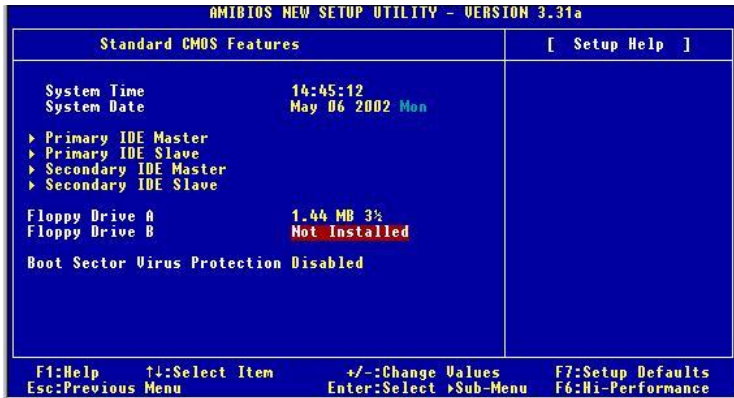 AMIBIOS NEW SETUP UTILITY - VERSION 3.31a
Standard CMOS Features
[ Setup Help ]
System Time 14:45:12
System Date May 06 2002 Mon
▸ Primary IDE Master
▸ Primary IDE Slave
▸ Secondary IDE Master
▸ Secondary IDE Slave
Floppy Drive A 1.44 MB 3½
Floppy Drive B Not Installed
Boot Sector Virus Protection Disabled
F1:Help ↑↓:Select Item +/-:Change Values F7:Setup Defaults
Esc:Previous Menu Enter:Select ▸Sub-Menu F6:Hi-Performance